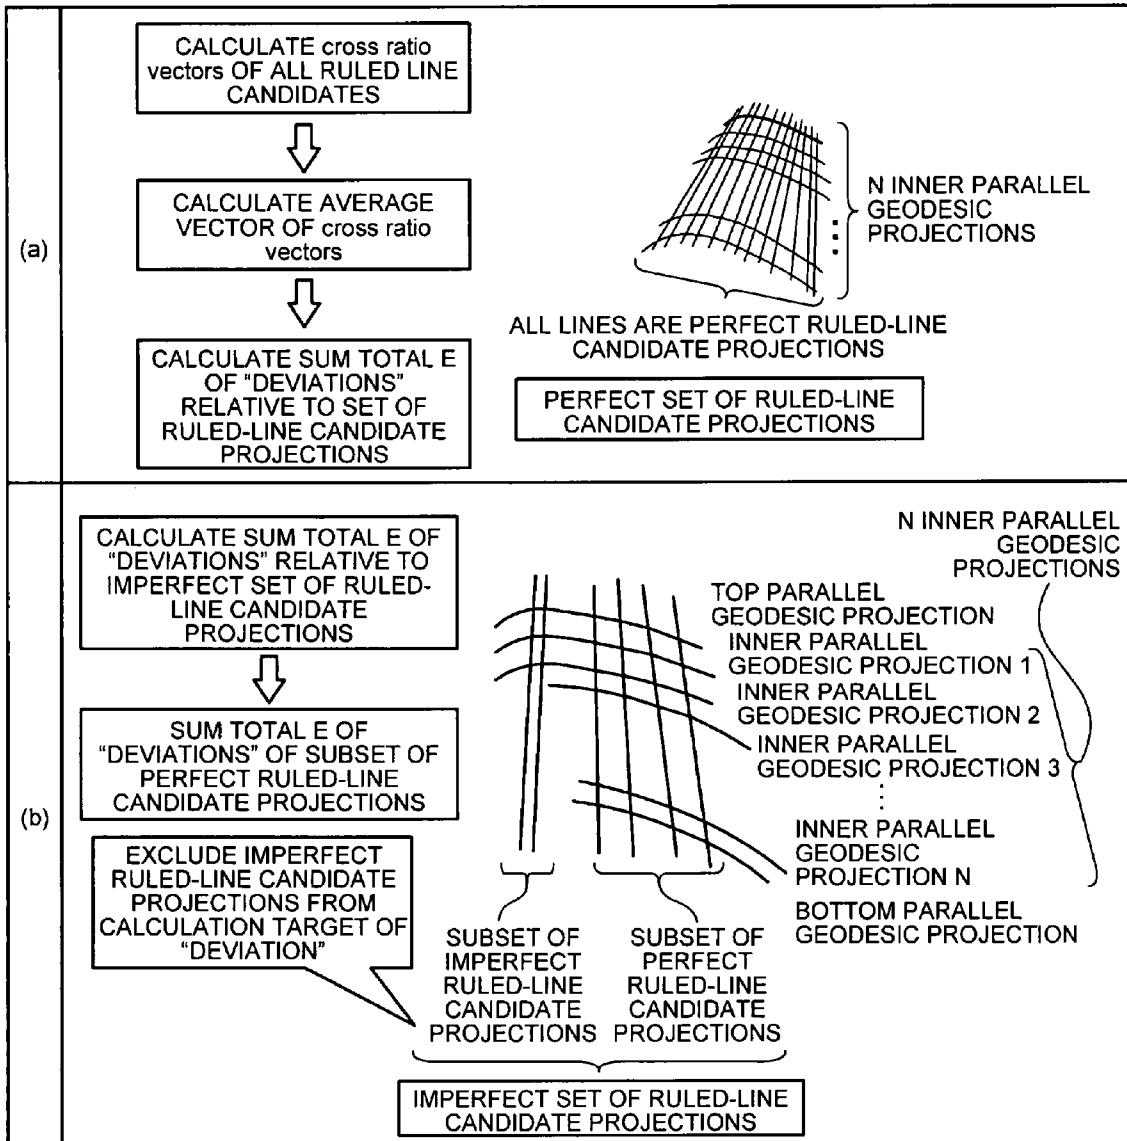 (a)
CALCULATE cross ratio
vectors OF ALL RULED LINE
CANDIDATES
CALCULATE AVERAGE
VECTOR OF cross ratio
vectors
CALCULATE SUM TOTAL E
OF "DEVIATIONS"
RELATIVE TO SET OF
RULED-LINE CANDIDATE
PROJECTIONS
N INNER PARALLEL
GEODESIC
PROJECTIONS
ALL LINES ARE PERFECT RULED-LINE
CANDIDATE PROJECTIONS
PERFECT SET OF RULED-LINE
CANDIDATE PROJECTIONS
(b)
CALCULATE SUM TOTAL E OF
"DEVIATIONS" RELATIVE TO
IMPERFECT SET OF RULED-
LINE CANDIDATE
PROJECTIONS
SUM TOTAL E OF
"DEVIATIONS" OF SUBSET OF
PERFECT RULED-LINE
CANDIDATE PROJECTIONS
EXCLUDE IMPERFECT
RULED-LINE CANDIDATE
PROJECTIONS FROM
CALCULATION TARGET OF
"DEVIATION"
N INNER PARALLEL
GEODESIC
PROJECTIONS
TOP PARALLEL
GEODESIC PROJECTION
INNER PARALLEL
GEODESIC PROJECTION 1
INNER PARALLEL
GEODESIC PROJECTION 2
INNER PARALLEL
GEODESIC PROJECTION 3
INNER PARALLEL
GEODESIC
PROJECTION N
BOTTOM PARALLEL
GEODESIC PROJECTION
SUBSET OF
IMPERFECT
RULED-LINE
CANDIDATE
PROJECTIONS
SUBSET OF
PERFECT
RULED-LINE
CANDIDATE
PROJECTIONS
IMPERFECT SET OF RULED-LINE
CANDIDATE PROJECTIONS